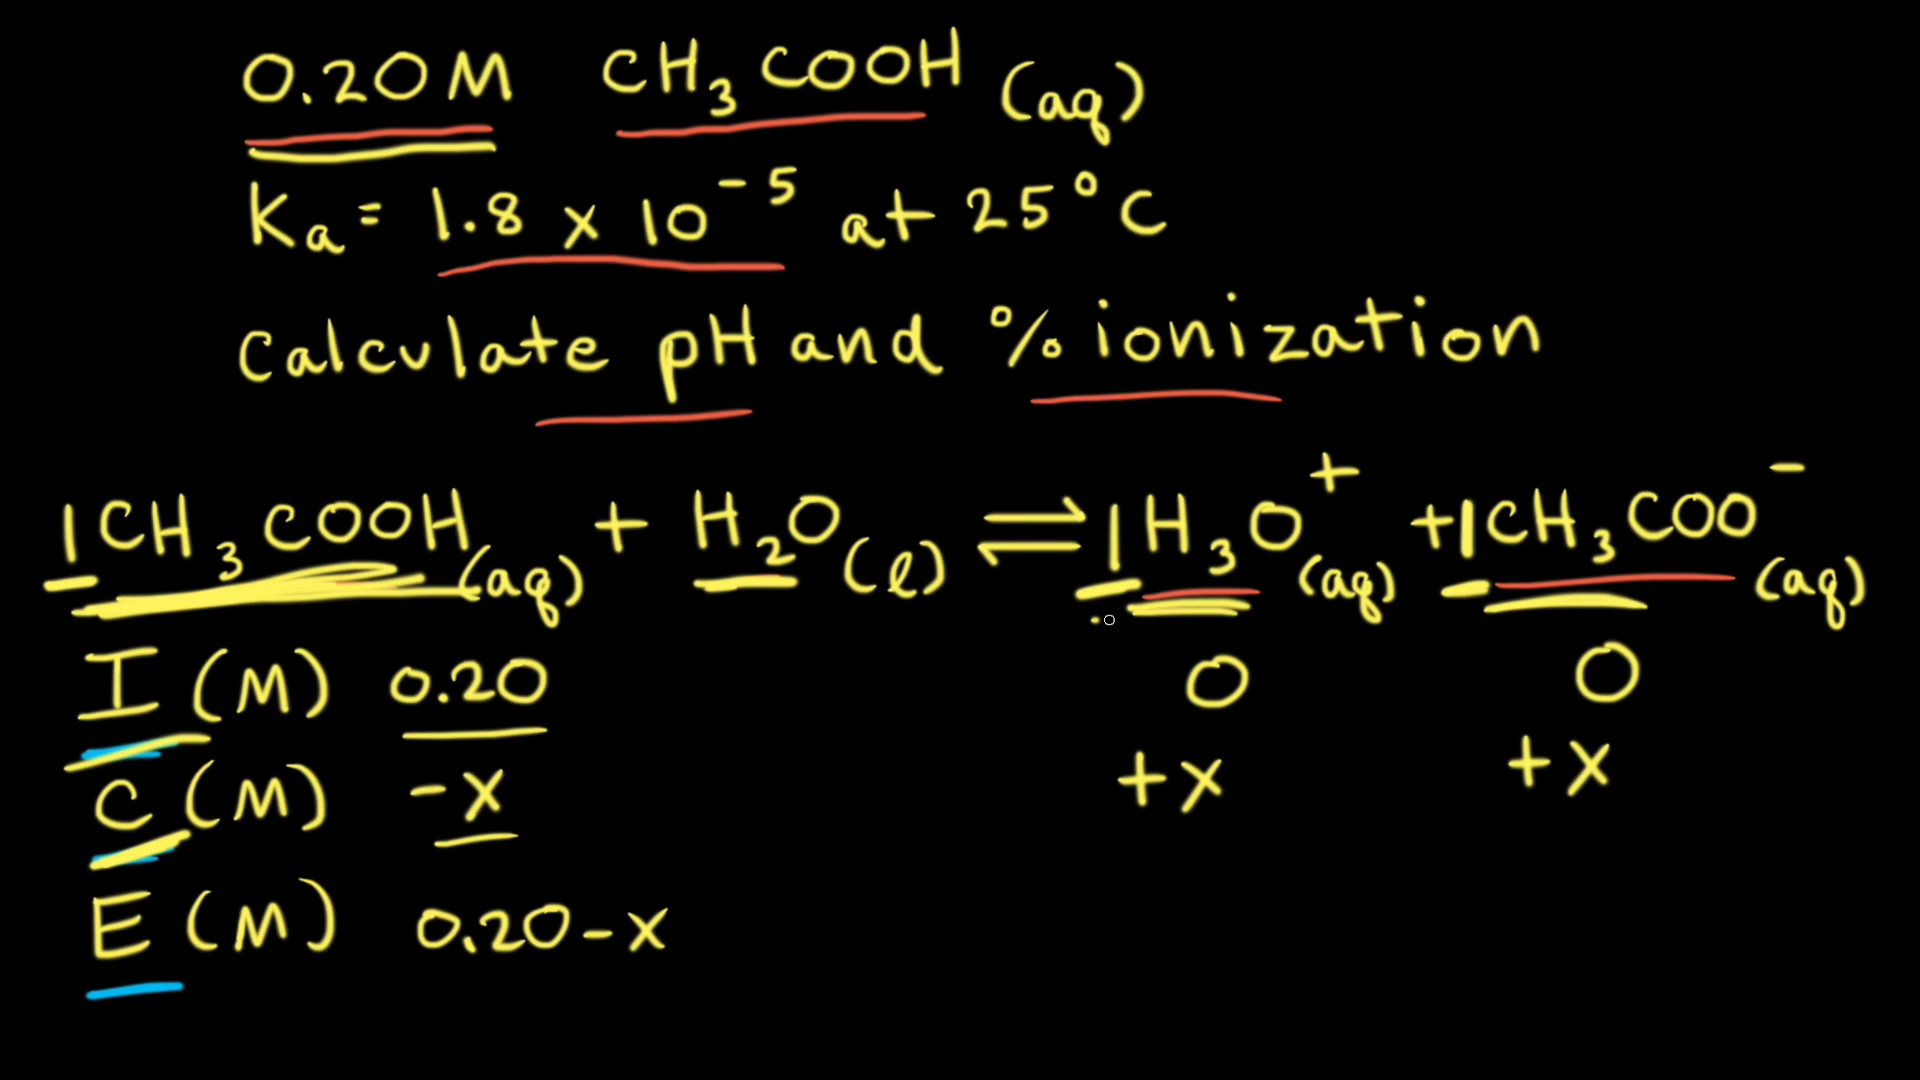 0.20 M CH₃COOH (aq)
Ka = 1.8 x 10⁻⁵ at 25°C
Calculate pH and % ionization
1CH₃COOH(aq) + H₂O(l) ⇌ 1H₃O⁺(aq) + 1CH₃COO⁻(aq)
I (M) 0.20 0 0
C (M) -x +x +x
E (M) 0.20-x